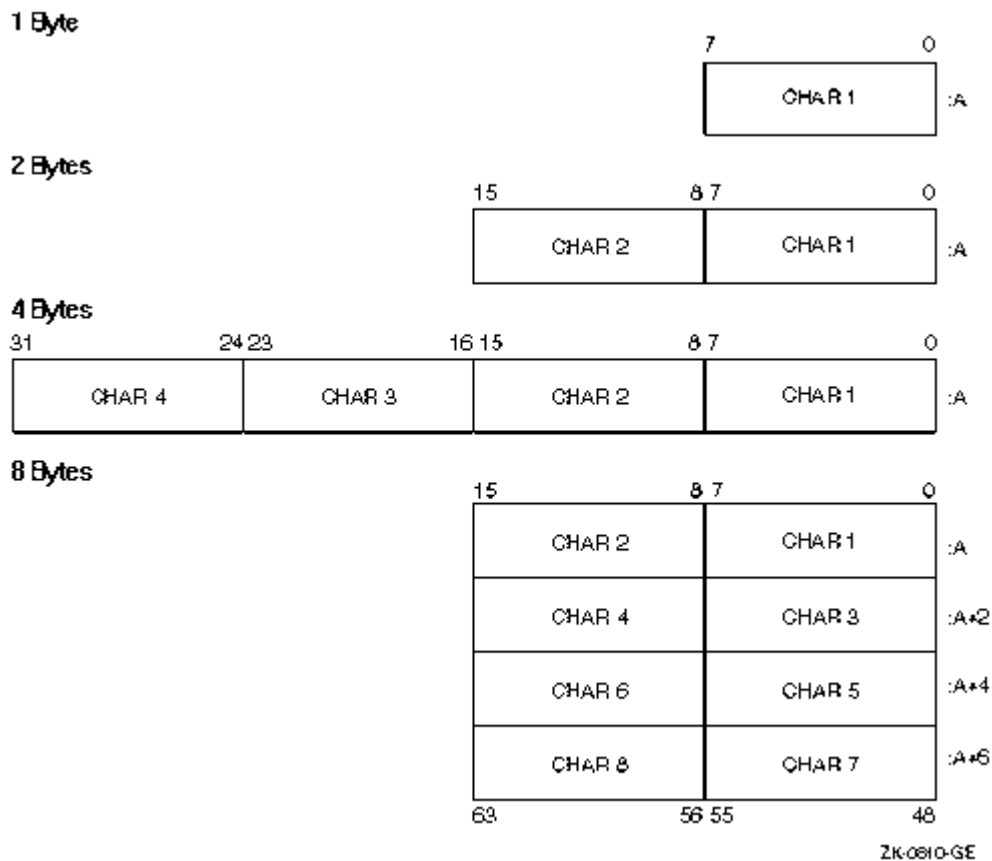 1 Byte
7 0
CHAR 1 :A
2 Bytes
15 8 7 0
CHAR 2 CHAR 1 :A
4 Bytes
31 24 23 16 15 8 7 0
CHAR 4 CHAR 3 CHAR 2 CHAR 1 :A
8 Bytes
15 8 7 0
CHAR 2 CHAR 1 :A
CHAR 4 CHAR 3 :A+2
CHAR 6 CHAR 5 :A+4
CHAR 8 CHAR 7 :A+6
63 56 55 48
ZK-0810-GE